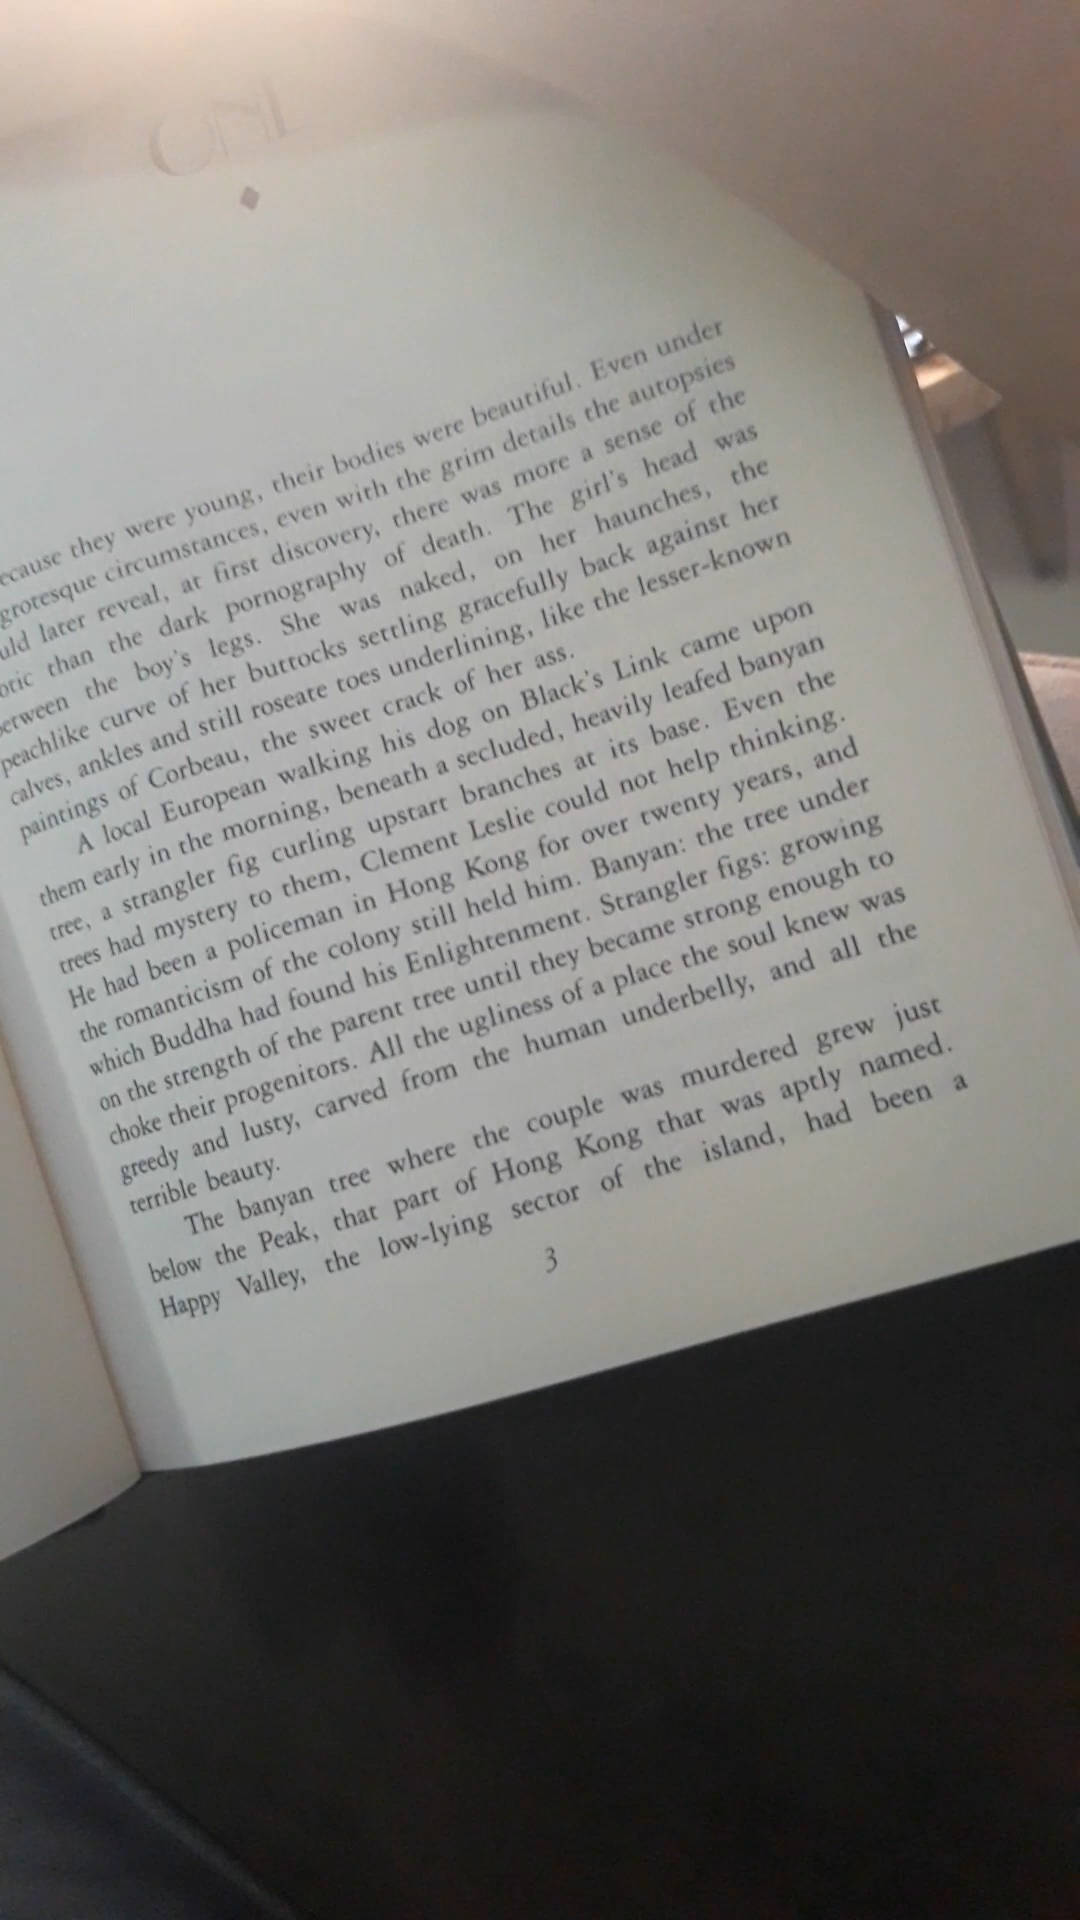 ONE
ecause they were young, their bodies were beautiful. Even under
grotesque circumstances, even with the grim details the autopsies
uld later reveal, at first discovery, there was more a sense of the
otic than the dark pornography of death. The girl's head was
etween the boy's legs. She was naked, on her haunches, the
peachlike curve of her buttocks settling gracefully back against her
calves, ankles and still roseate toes underlining, like the lesser-known
paintings of Corbeau, the sweet crack of her ass.
A local European walking his dog on Black's Link came upon
them early in the morning, beneath a secluded, heavily leafed banyan
tree, a strangler fig curling upstart branches at its base. Even the
trees had mystery to them, Clement Leslie could not help thinking.
He had been a policeman in Hong Kong for over twenty years, and
the romanticism of the colony still held him. Banyan: the tree under
which Buddha had found his Enlightenment. Strangler figs: growing
on the strength of the parent tree until they became strong enough to
choke their progenitors. All the ugliness of a place the soul knew was
greedy and lusty, carved from the human underbelly, and all the
terrible beauty.
The banyan tree where the couple was murdered grew just
below the Peak, that part of Hong Kong that was aptly named.
Happy Valley, the low-lying sector of the island, had been a
3